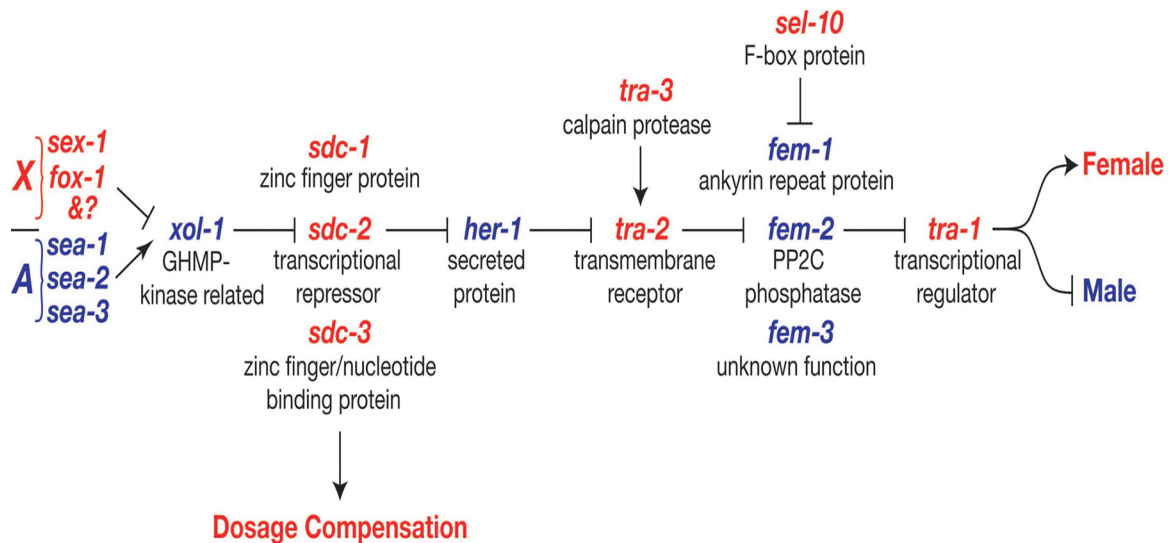 sel-10
F-box protein
tra-3
calpain protease
sex-1
fox-1
&?
X
sdc-1
zinc finger protein
fem-1
ankyrin repeat protein
Female
xol-1
GHMP-
kinase related
sdc-2
transcriptional
repressor
her-1
secreted
protein
tra-2
transmembrane
receptor
fem-2
PP2C
phosphatase
tra-1
transcriptional
regulator
sea-1
sea-2
sea-3
A
Male
sdc-3
zinc finger/nucleotide
binding protein
fem-3
unknown function
Dosage Compensation